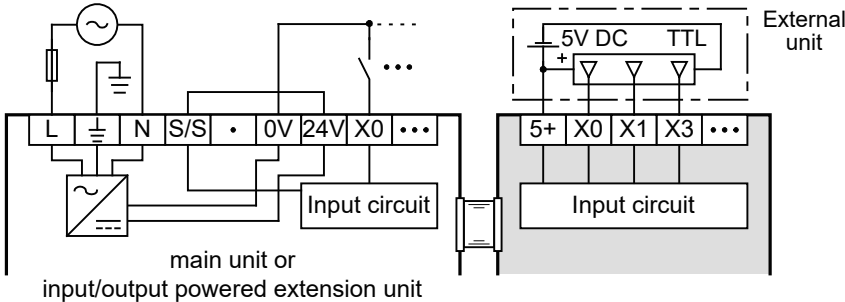 External
unit
5V DC TTL
+
L N S/S • 0V 24V X0 •••
5+ X0 X1 X3 •••
Input circuit
Input circuit
main unit or
input/output powered extension unit